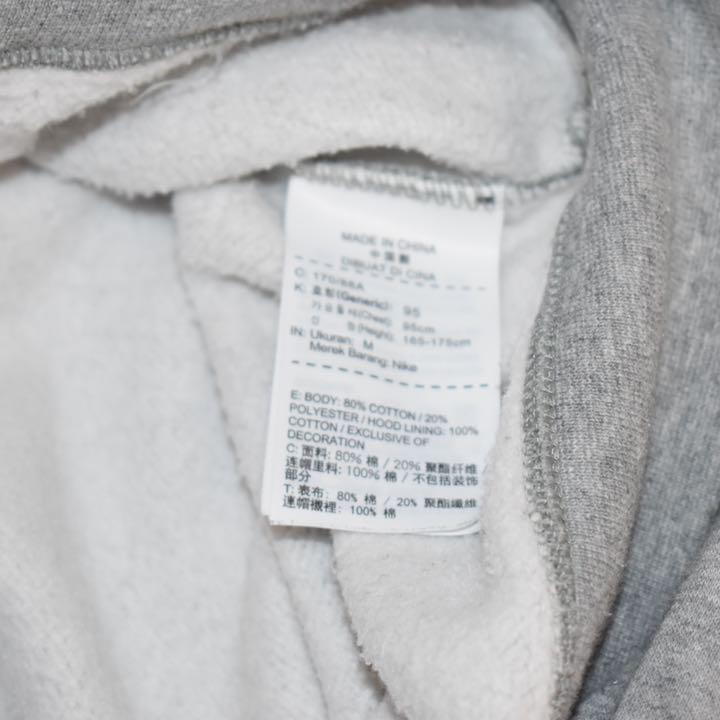 MADE IN CHINA
中国製
DIBUAT DI CINA
C: 170/88A
K: 호칭(Generic): 95
가슴둘레(Chest): 95cm
신 장(Height): 165-175cm
IN: Ukuran: M
Merek Barang: Nike
E: BODY: 80% COTTON / 20%
POLYESTER / HOOD LINING: 100%
COTTON / EXCLUSIVE OF
DECORATION
C: 面料: 80% 棉 / 20% 聚酯纤维
连帽里料: 100% 棉 / 不包括装饰
部分
T: 表布: 80% 棉 / 20% 聚酯纖維
連帽襯裡: 100% 棉